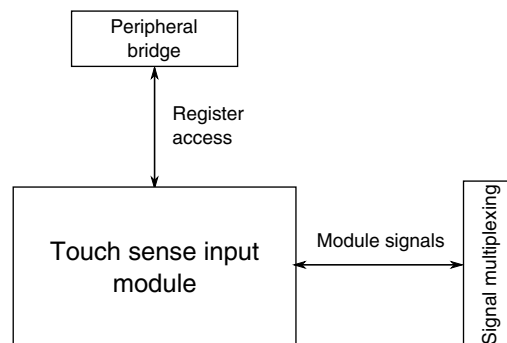 Peripheral
bridge
Register
access
Touch sense input
module
Module signals
Signal multiplexing